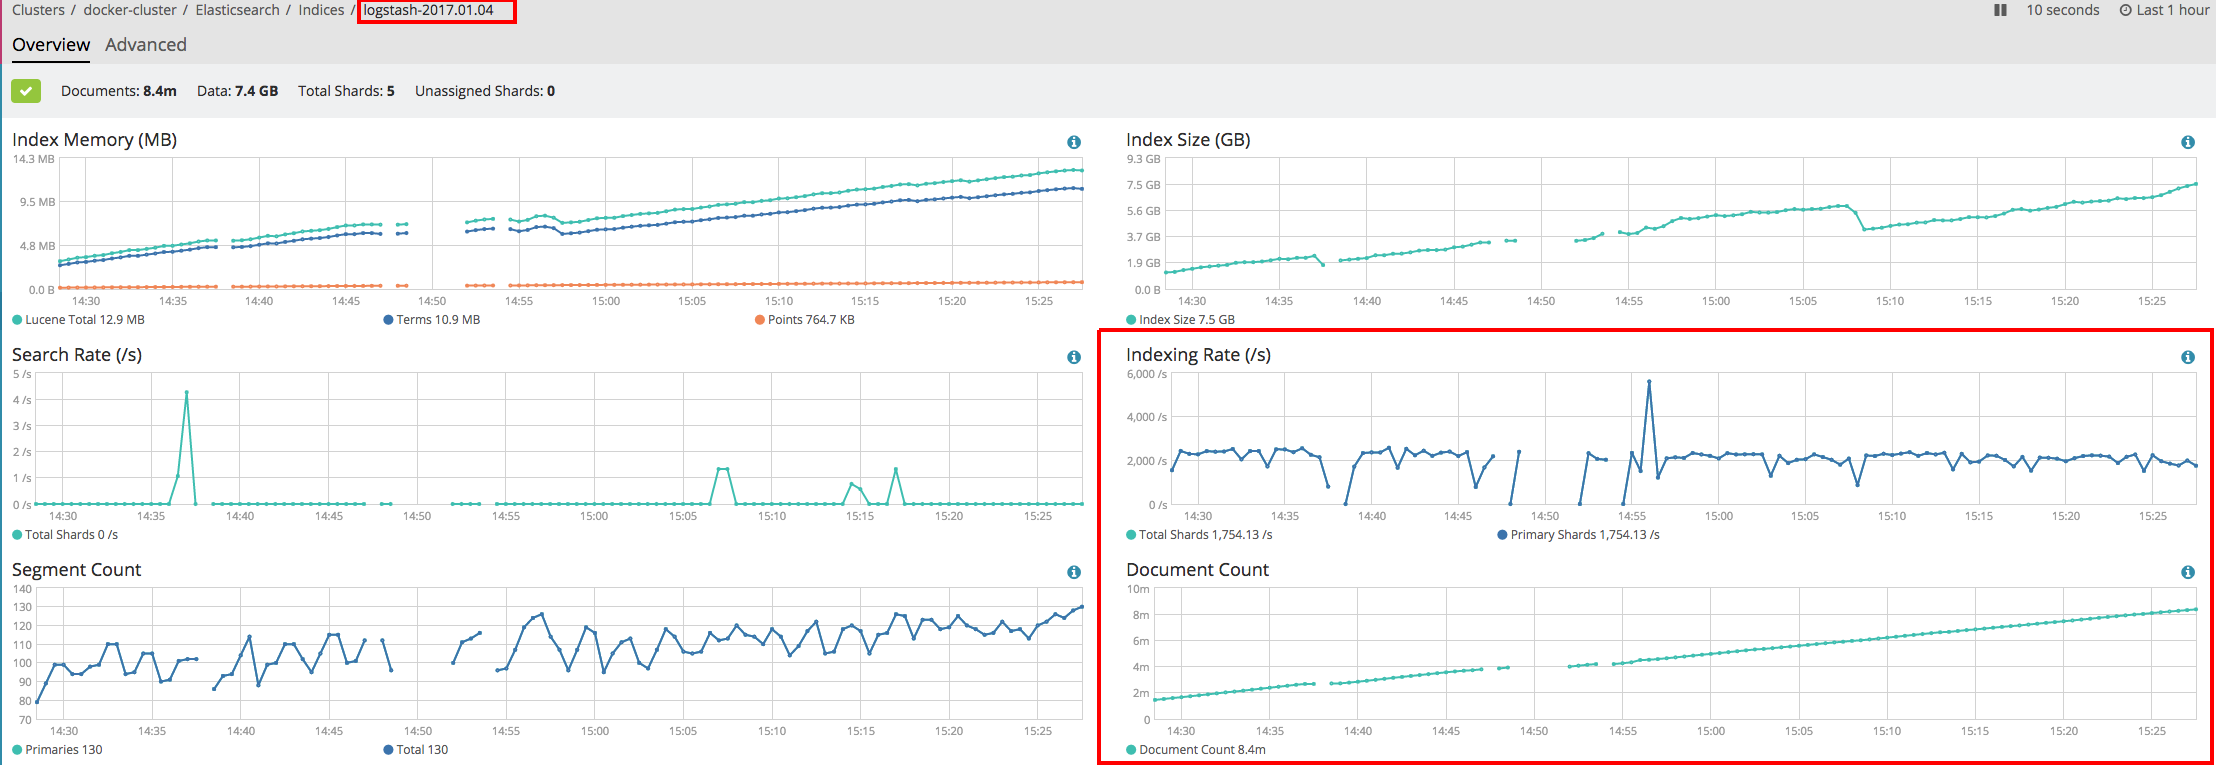 Clusters / docker-cluster / Elasticsearch / Indices / logstash-2017.01.04
10 seconds Last 1 hour
Overview Advanced
Documents: 8.4m Data: 7.4 GB Total Shards: 5 Unassigned Shards: 0
Index Memory (MB)
14.3 MB
9.5 MB
4.8 MB
0.0 B
14:30 14:35 14:40 14:45 14:50 14:55 15:00 15:05 15:10 15:15 15:20 15:25
Lucene Total 12.9 MB Terms 10.9 MB Points 764.7 KB
Index Size (GB)
9.3 GB
7.5 GB
5.6 GB
3.7 GB
1.9 GB
0.0 B
14:30 14:35 14:40 14:45 14:50 14:55 15:00 15:05 15:10 15:15 15:20 15:25
Index Size 7.5 GB
Search Rate (/s)
5 /s
4 /s
3 /s
2 /s
1 /s
0 /s
14:30 14:35 14:40 14:45 14:50 14:55 15:00 15:05 15:10 15:15 15:20 15:25
Total Shards 0 /s
Indexing Rate (/s)
6,000 /s
4,000 /s
2,000 /s
0 /s
14:30 14:35 14:40 14:45 14:50 14:55 15:00 15:05 15:10 15:15 15:20 15:25
Total Shards 1,754.13 /s Primary Shards 1,754.13 /s
Segment Count
140
130
120
110
100
90
80
70
14:30 14:35 14:40 14:45 14:50 14:55 15:00 15:05 15:10 15:15 15:20 15:25
Primaries 130 Total 130
Document Count
10m
8m
6m
4m
2m
0
14:30 14:35 14:40 14:45 14:50 14:55 15:00 15:05 15:10 15:15 15:20 15:25
Document Count 8.4m